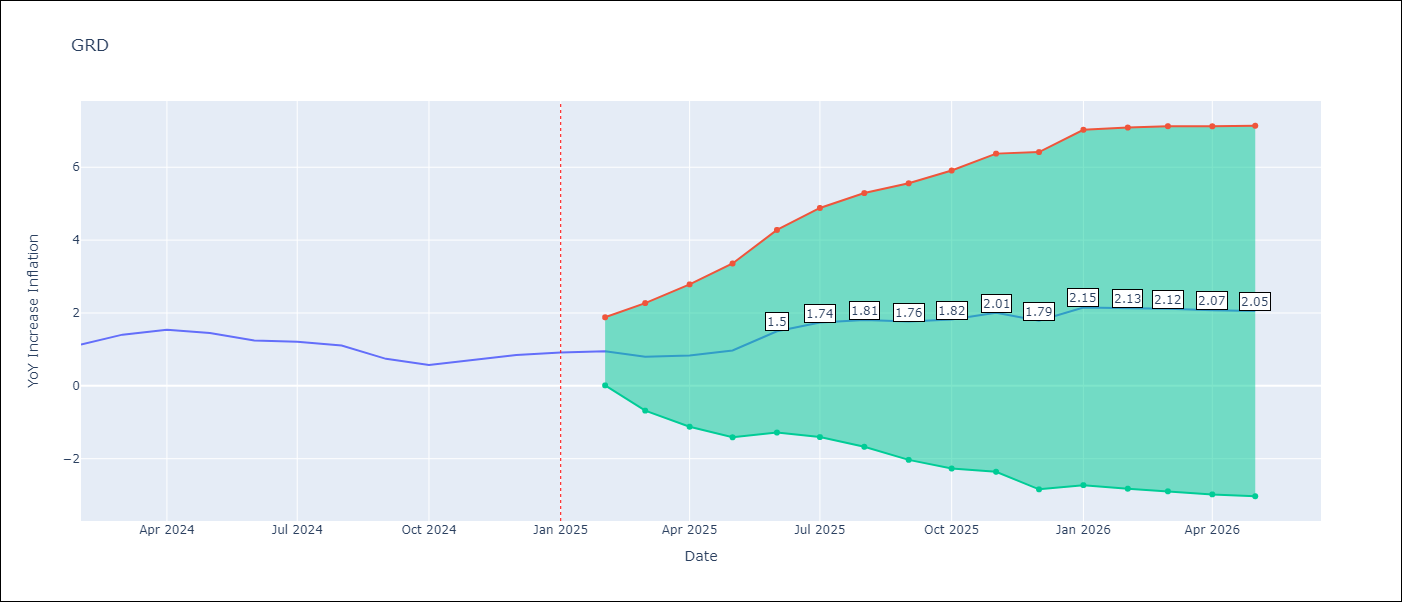 GRD
YoY Increase Inflation
6
4
2
0
−2
1.5
1.74
1.81
1.76
1.82
2.01
1.79
2.15
2.13
2.12
2.07
2.05
Apr 2024
Jul 2024
Oct 2024
Jan 2025
Apr 2025
Jul 2025
Oct 2025
Jan 2026
Apr 2026
Date